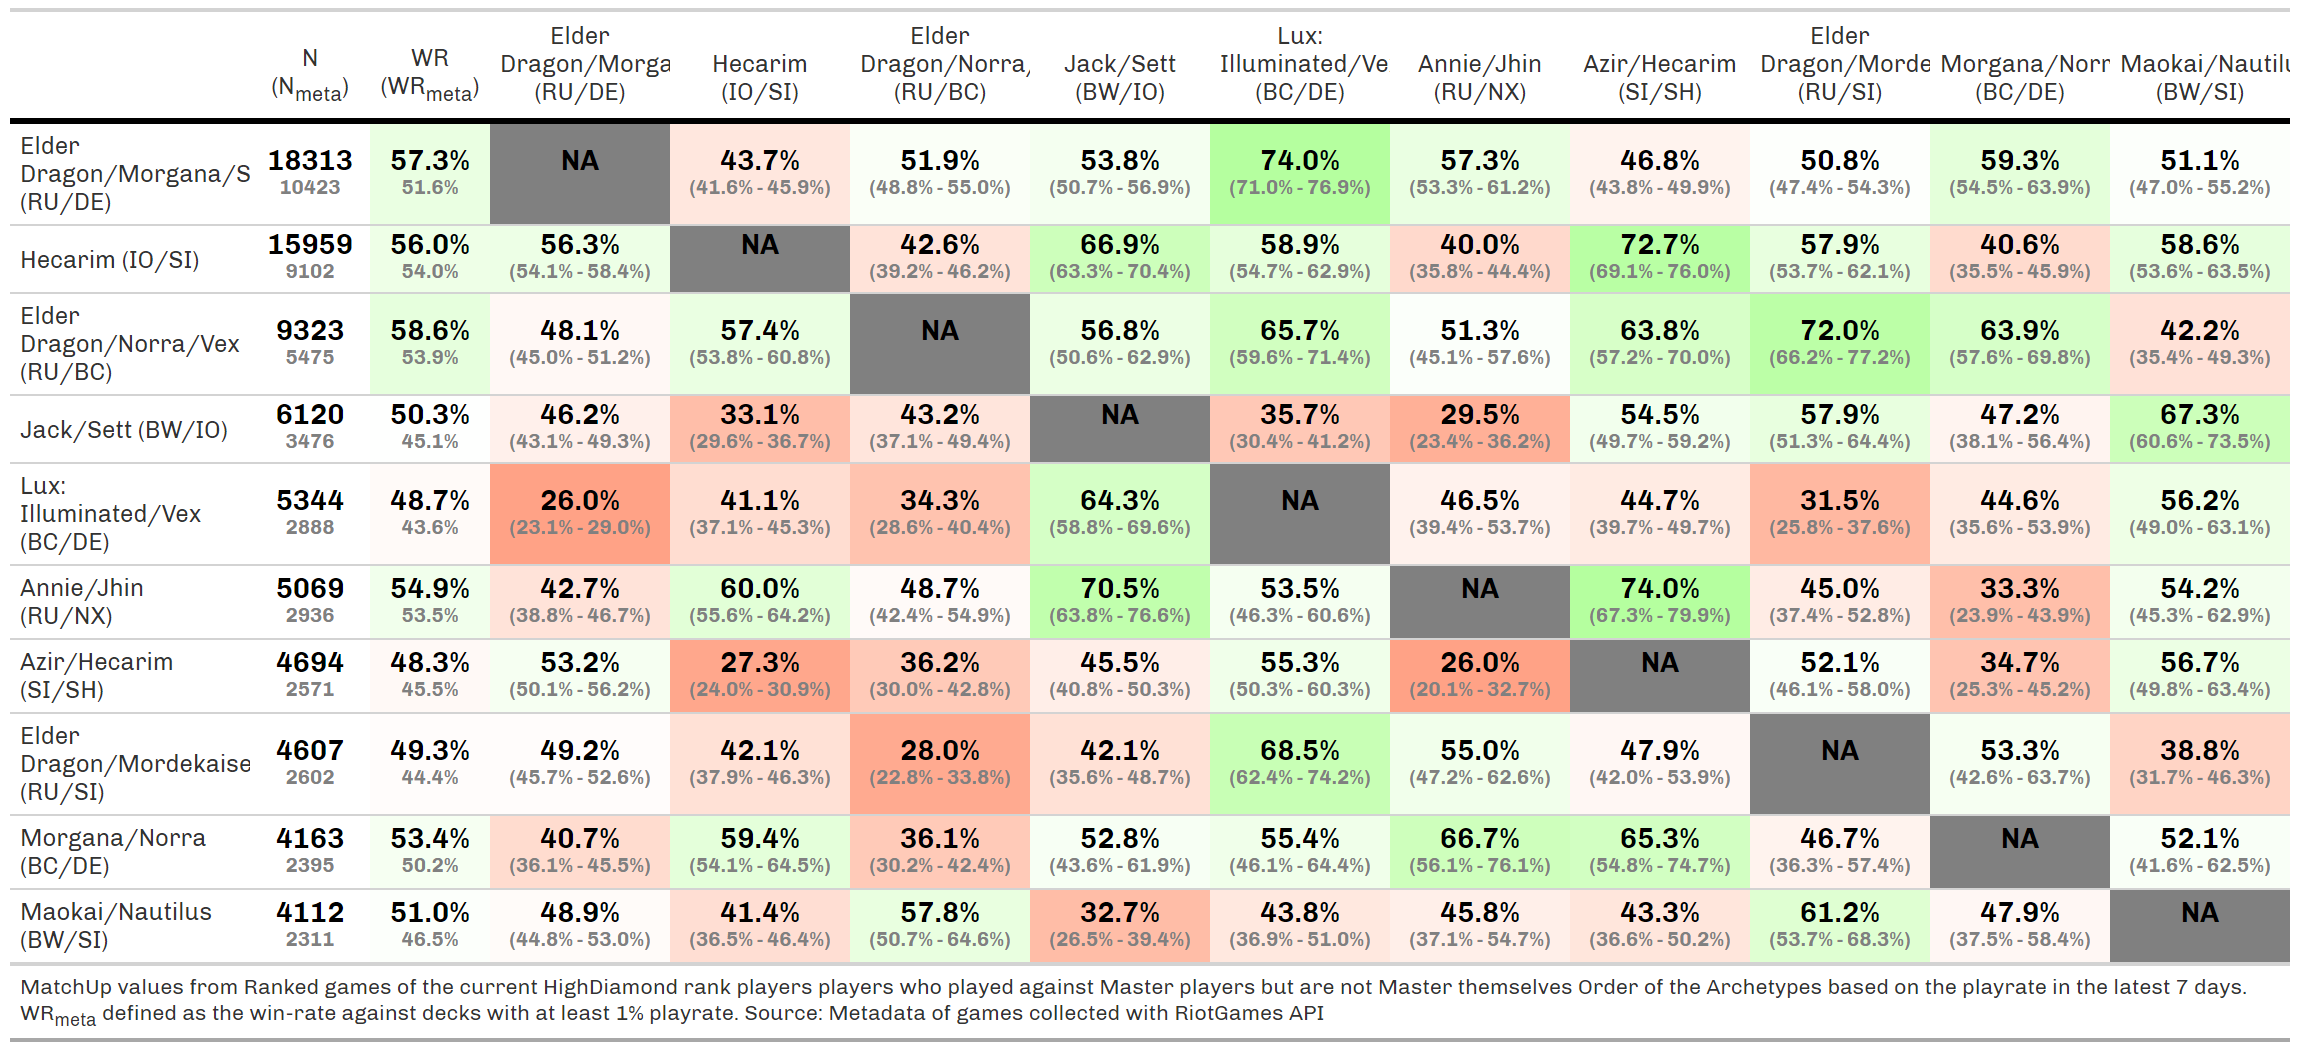 N WR Elder Elder Lux: Elder
(Nmeta) (WRmeta) Dragon/Morga Hecarim Dragon/Norra, Jack/Sett Illuminated/Ve Annie/Jhin Azir/Hecarim Dragon/Morde Morgana/Norr Maokai/Nautilu
(RU/DE) (IO/SI) (RU/BC) (BW/IO) (BC/DE) (RU/NX) (SI/SH) (RU/SI) (BC/DE) (BW/SI)
Elder
Dragon/Morgana/S
(RU/DE)
18313 57.3% NA 43.7% 51.9% 53.8% 74.0% 57.3% 46.8% 50.8% 59.3% 51.1%
10423 51.6% (41.6% - 45.9%) (48.8% - 55.0%) (50.7% - 56.9%) (71.0% - 76.9%) (53.3% - 61.2%) (43.8% - 49.9%) (47.4% - 54.3%) (54.5% - 63.9%) (47.0% - 55.2%)
Hecarim (IO/SI)
15959 56.0% 56.3% NA 42.6% 66.9% 58.9% 40.0% 72.7% 57.9% 40.6% 58.6%
9102 54.0% (54.1% - 58.4%) (39.2% - 46.2%) (63.3% - 70.4%) (54.7% - 62.9%) (35.8% - 44.4%) (69.1% - 76.0%) (53.7% - 62.1%) (35.5% - 45.9%) (53.6% - 63.5%)
Elder
Dragon/Norra/Vex
(RU/BC)
9323 58.6% 48.1% 57.4% NA 56.8% 65.7% 51.3% 63.8% 72.0% 63.9% 42.2%
5475 53.9% (45.0% - 51.2%) (53.8% - 60.8%) (50.6% - 62.9%) (59.6% - 71.4%) (45.1% - 57.6%) (57.2% - 70.0%) (66.2% - 77.2%) (57.6% - 69.8%) (35.4% - 49.3%)
Jack/Sett (BW/IO)
6120 50.3% 46.2% 33.1% 43.2% NA 35.7% 29.5% 54.5% 57.9% 47.2% 67.3%
3476 45.1% (43.1% - 49.3%) (29.6% - 36.7%) (37.1% - 49.4%) (30.4% - 41.2%) (23.4% - 36.2%) (49.7% - 59.2%) (51.3% - 64.4%) (38.1% - 56.4%) (60.6% - 73.5%)
Lux:
Illuminated/Vex
(BC/DE)
5344 48.7% 26.0% 41.1% 34.3% 64.3% NA 46.5% 44.7% 31.5% 44.6% 56.2%
2888 43.6% (23.1% - 29.0%) (37.1% - 45.3%) (28.6% - 40.4%) (58.8% - 69.6%) (39.4% - 53.7%) (39.7% - 49.7%) (25.8% - 37.6%) (35.6% - 53.9%) (49.0% - 63.1%)
Annie/Jhin
(RU/NX)
5069 54.9% 42.7% 60.0% 48.7% 70.5% 53.5% NA 74.0% 45.0% 33.3% 54.2%
2936 53.5% (38.8% - 46.7%) (55.6% - 64.2%) (42.4% - 54.9%) (63.8% - 76.6%) (46.3% - 60.6%) (67.3% - 79.9%) (37.4% - 52.8%) (23.9% - 43.9%) (45.3% - 62.9%)
Azir/Hecarim
(SI/SH)
4694 48.3% 53.2% 27.3% 36.2% 45.5% 55.3% 26.0% NA 52.1% 34.7% 56.7%
2571 45.5% (50.1% - 56.2%) (24.0% - 30.9%) (30.0% - 42.8%) (40.8% - 50.3%) (50.3% - 60.3%) (20.1% - 32.7%) (46.1% - 58.0%) (25.3% - 45.2%) (49.8% - 63.4%)
Elder
Dragon/Mordekaise
(RU/SI)
4607 49.3% 49.2% 42.1% 28.0% 42.1% 68.5% 55.0% 47.9% NA 53.3% 38.8%
2602 44.4% (45.7% - 52.6%) (37.9% - 46.3%) (22.8% - 33.8%) (35.6% - 48.7%) (62.4% - 74.2%) (47.2% - 62.6%) (42.0% - 53.9%) (42.6% - 63.7%) (31.7% - 46.3%)
Morgana/Norra
(BC/DE)
4163 53.4% 40.7% 59.4% 36.1% 52.8% 55.4% 66.7% 65.3% 46.7% NA 52.1%
2395 50.2% (36.1% - 45.5%) (54.1% - 64.5%) (30.2% - 42.4%) (43.6% - 61.9%) (46.1% - 64.4%) (56.1% - 76.1%) (54.8% - 74.7%) (36.3% - 57.4%) (41.6% - 62.5%)
Maokai/Nautilus
(BW/SI)
4112 51.0% 48.9% 41.4% 57.8% 32.7% 43.8% 45.8% 43.3% 61.2% 47.9% NA
2311 46.5% (44.8% - 53.0%) (36.5% - 46.4%) (50.7% - 64.6%) (26.5% - 39.4%) (36.9% - 51.0%) (37.1% - 54.7%) (36.6% - 50.2%) (53.7% - 68.3%) (37.5% - 58.4%)
MatchUp values from Ranked games of the current HighDiamond rank players players who played against Master players but are not Master themselves Order of the Archetypes based on the playrate in the latest 7 days.
WRmeta defined as the win-rate against decks with at least 1% playrate. Source: Metadata of games collected with RiotGames API